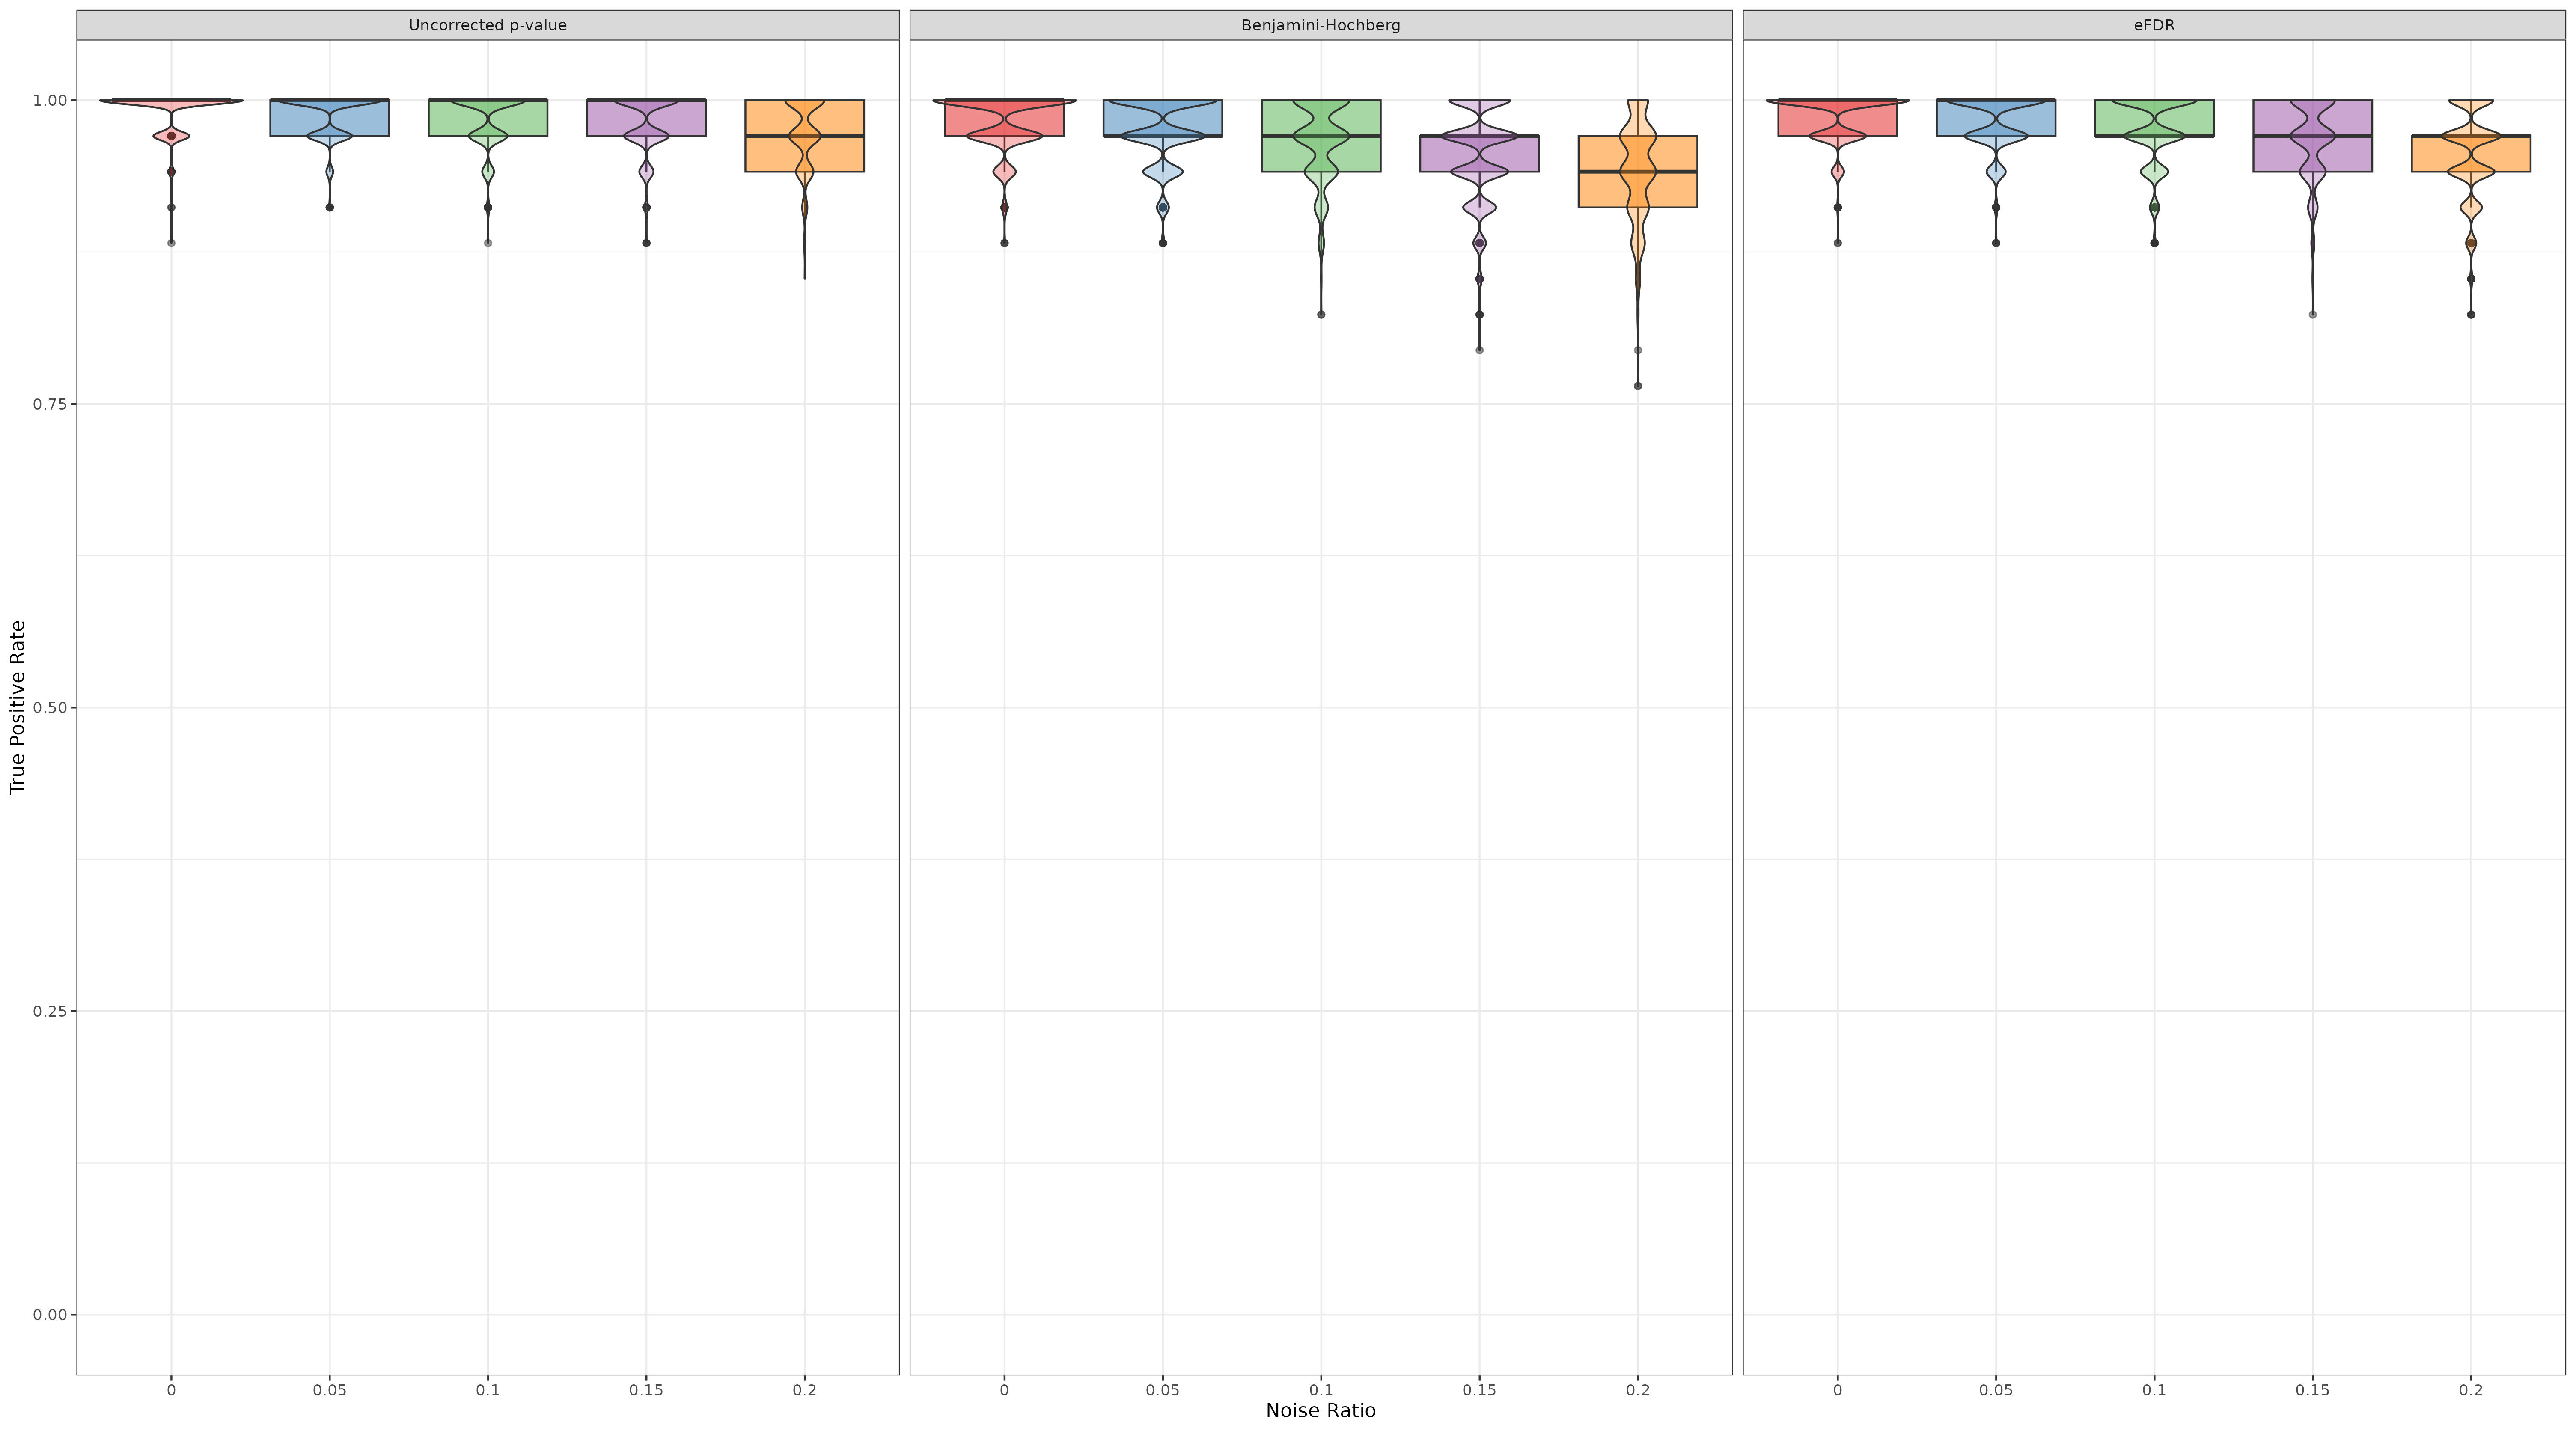 Uncorrected p-value
Benjamini-Hochberg
eFDR
True Positive Rate
1.00
0.75
0.50
0.25
0.00
0 0.05 0.1 0.15 0.2
0 0.05 0.1 0.15 0.2
0 0.05 0.1 0.15 0.2
Noise Ratio